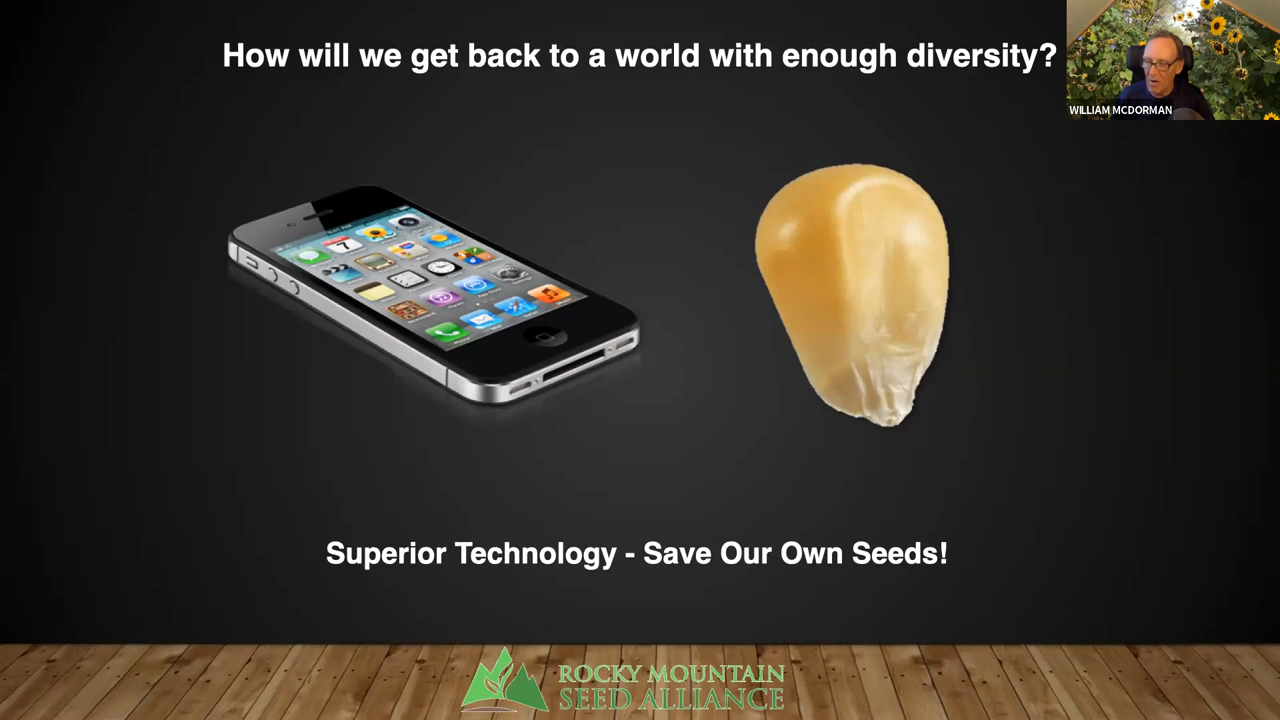 How will we get back to a world with enough diversity?
WILLIAM MCDORMAN
7
Superior Technology - Save Our Own Seeds!
ROCKY MOUNTAIN
SEED ALLIANCE